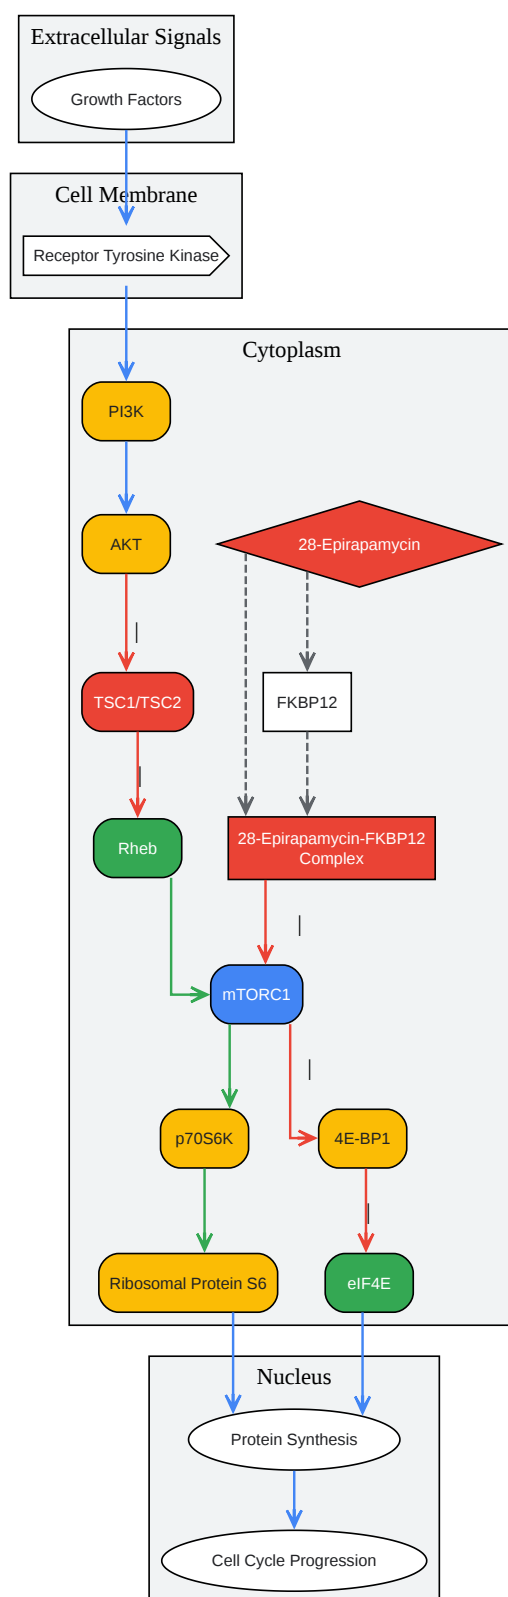 Extracellular Signals
Growth Factors
Cell Membrane
Receptor Tyrosine Kinase
Cytoplasm
PI3K
AKT
28-Epirapamycin
|
TSC1/TSC2
FKBP12
|
Rheb
28-Epirapamycin-FKBP12
Complex
|
mTORC1
|
p70S6K
4E-BP1
|
Ribosomal Protein S6
eIF4E
Nucleus
Protein Synthesis
Cell Cycle Progression